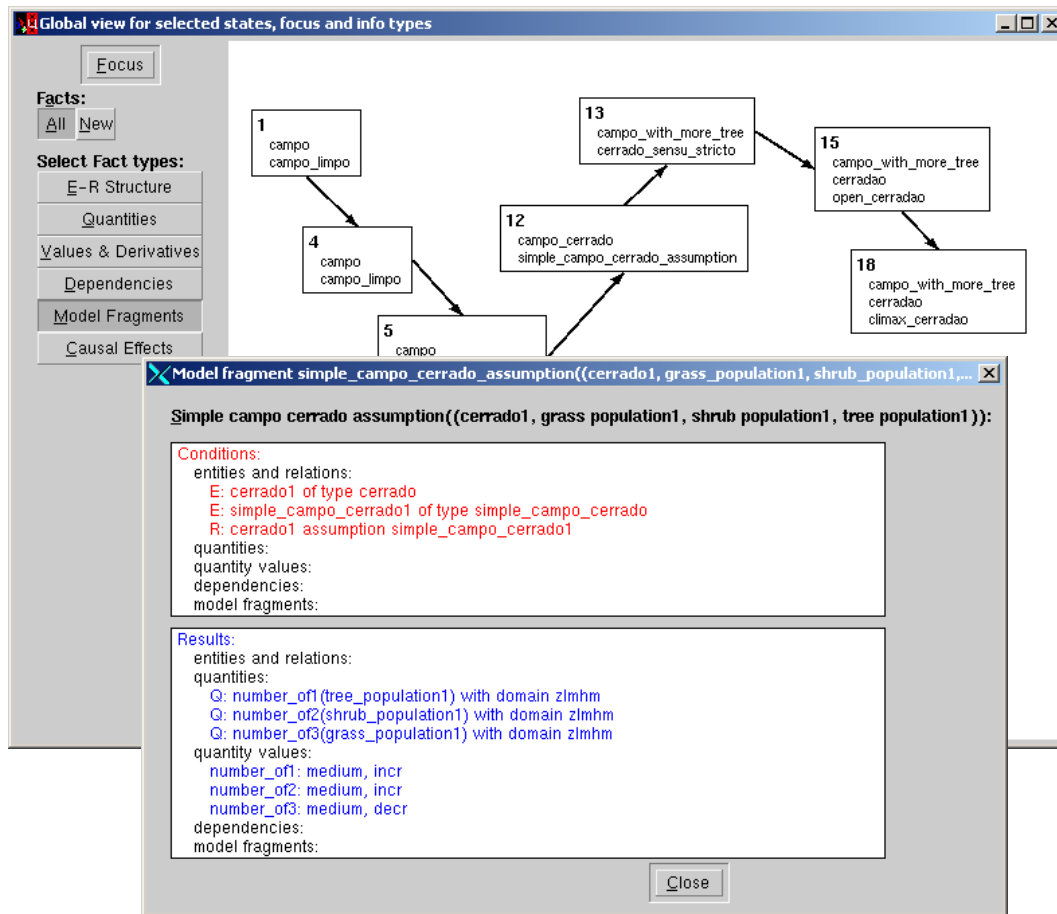 Global view for selected states, focus and info types
Focus
Facts:
All New
Select Fact types:
E-R Structure
Quantities
Values & Derivatives
Dependencies
Model Fragments
Causal Effects
1
campo
campo_limpo
4
campo
campo_limpo
5
campo
12
campo_cerrado
simple_campo_cerrado_assumption
13
campo_with_more_tree
cerrado_sensu_stricto
15
campo_with_more_tree
cerradao
open_cerradao
18
campo_with_more_tree
cerradao
climax_cerradao
Model fragment simple_campo_cerrado_assumption((cerrado1, grass_population1, shrub_population1,...
Simple campo cerrado assumption((cerrado1, grass population1, shrub population1, tree population1)):
Conditions:
entities and relations:
E: cerrado1 of type cerrado
E: simple_campo_cerrado1 of type simple_campo_cerrado
R: cerrado1 assumption simple_campo_cerrado1
quantities:
quantity values:
dependencies:
model fragments:
Results:
entities and relations:
quantities:
Q: number_of1(tree_population1) with domain zlmhm
Q: number_of2(shrub_population1) with domain zlmhm
Q: number_of3(grass_population1) with domain zlmhm
quantity values:
number_of1: medium, incr
number_of2: medium, incr
number_of3: medium, decr
dependencies:
model fragments:
Close